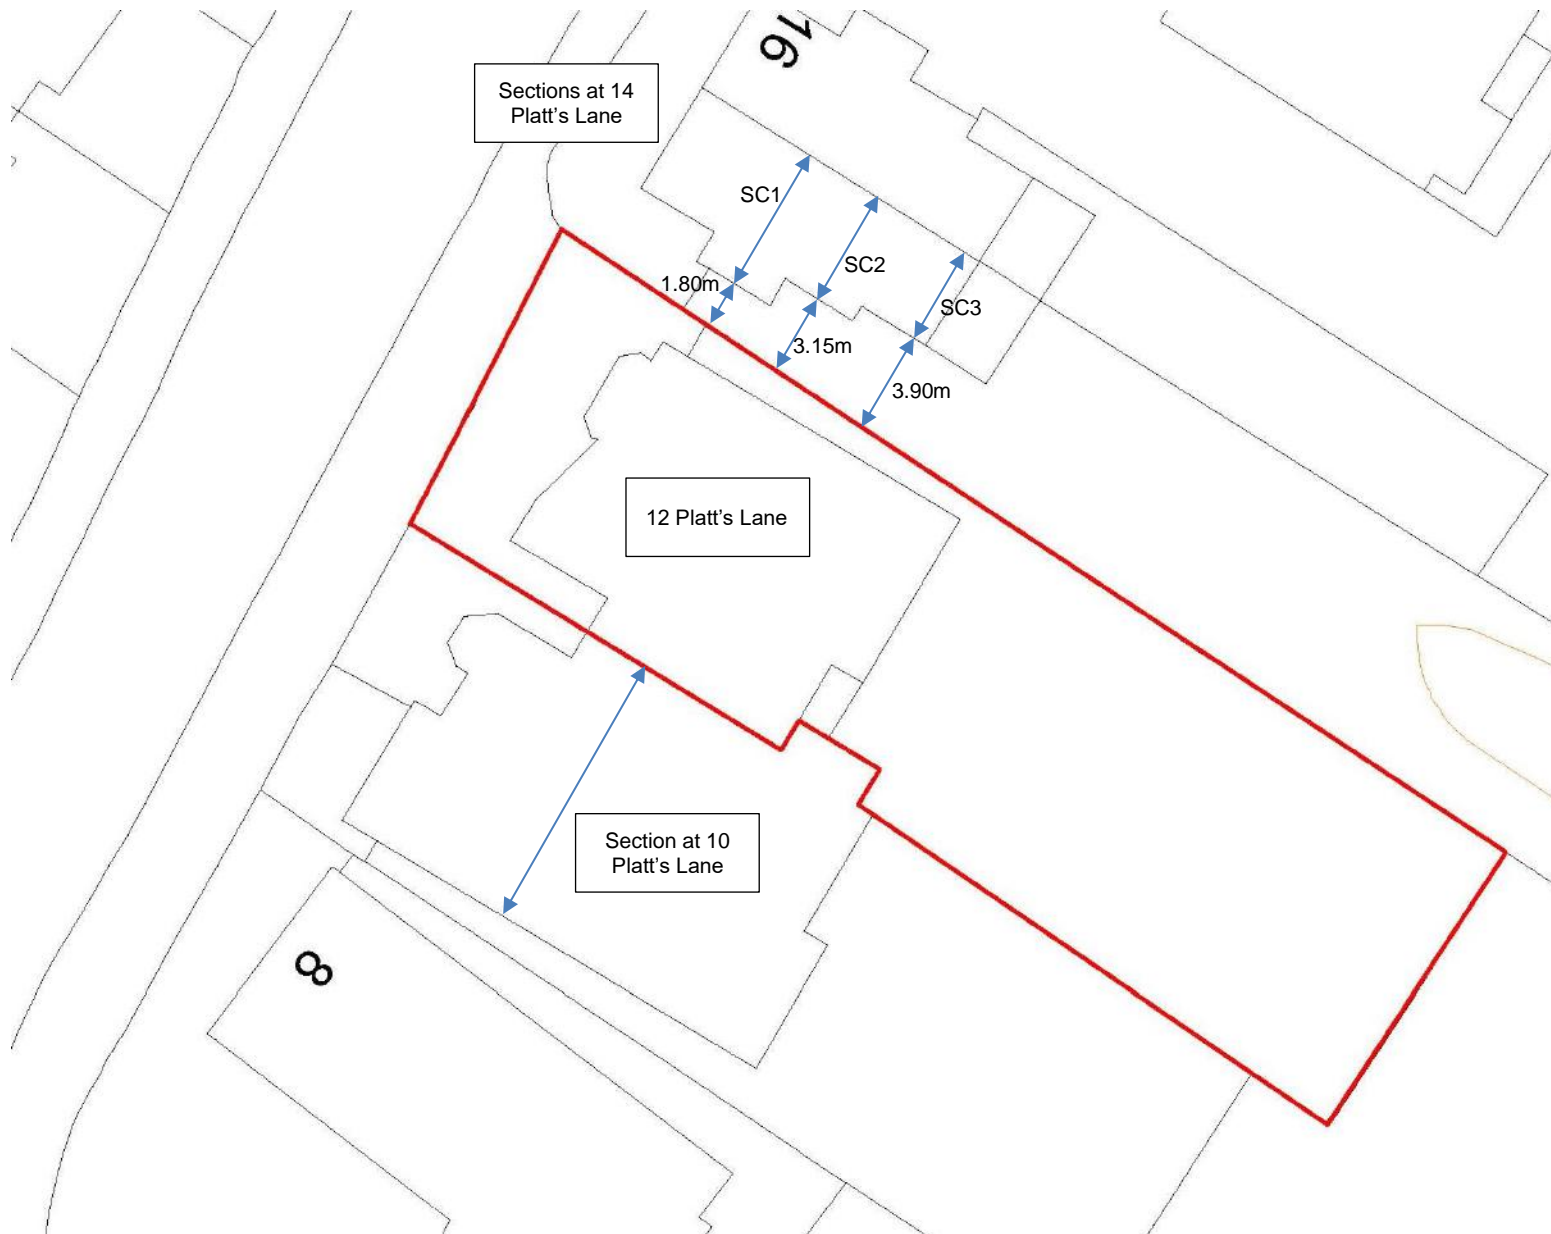 16
Sections at 14
Platt's Lane
SC1
SC2
SC3
1.80m
3.15m
3.90m
12 Platt's Lane
Section at 10
Platt's Lane
8